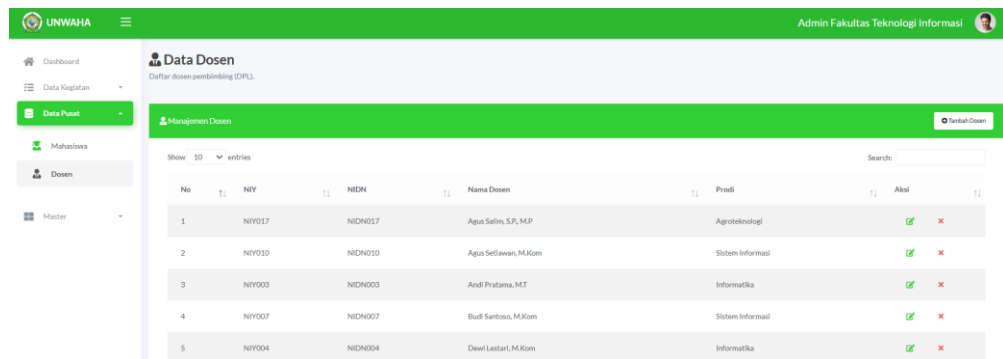 UNWAHA
Admin Fakultas Teknologi Informasi
Dashboard
Data Kegiatan
Data Pusat
Mahasiswa
Dosen
Master
Data Dosen
Daftar dosen pembimbing (DPL).
Manajemen Dosen
Tambah Dosen
Show 10 entries
Search:
No NIY NIDN Nama Dosen Prodi Aksi
1 NIY017 NIDN017 Agus Salim, S.P., M.P Agroteknologi
2 NIY010 NIDN010 Agus Setiawan, M.Kom Sistem Informasi
3 NIY003 NIDN003 Andi Pratama, M.T Informatika
4 NIY007 NIDN007 Budi Santoso, M.Kom Sistem Informasi
5 NIY004 NIDN004 Dewi Lestari, M.Kom Informatika